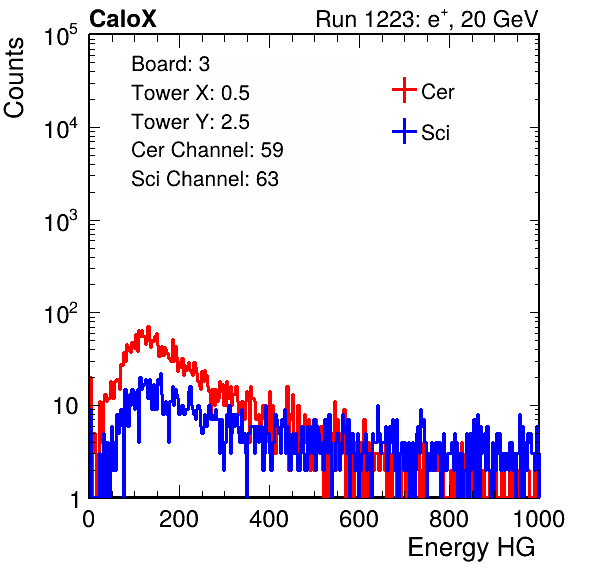 CaloX Run 1223: e⁺, 20 GeV
Counts
10⁵
10⁴
10³
10²
10
1
Board: 3
Tower X: 0.5
Tower Y: 2.5
Cer Channel: 59
Sci Channel: 63
Cer
Sci
0 200 400 600 800 1000
Energy HG